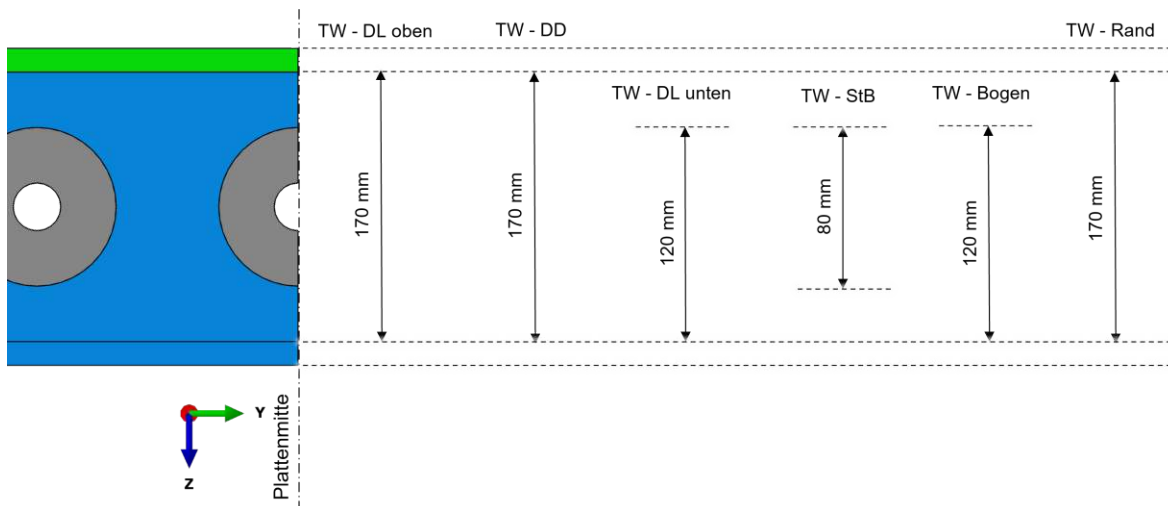 TW - DL oben
TW - DD
TW - Rand
TW - DL unten
TW - StB
TW - Bogen
170 mm
170 mm
120 mm
80 mm
120 mm
170 mm
Y
Z
Plattenmitte